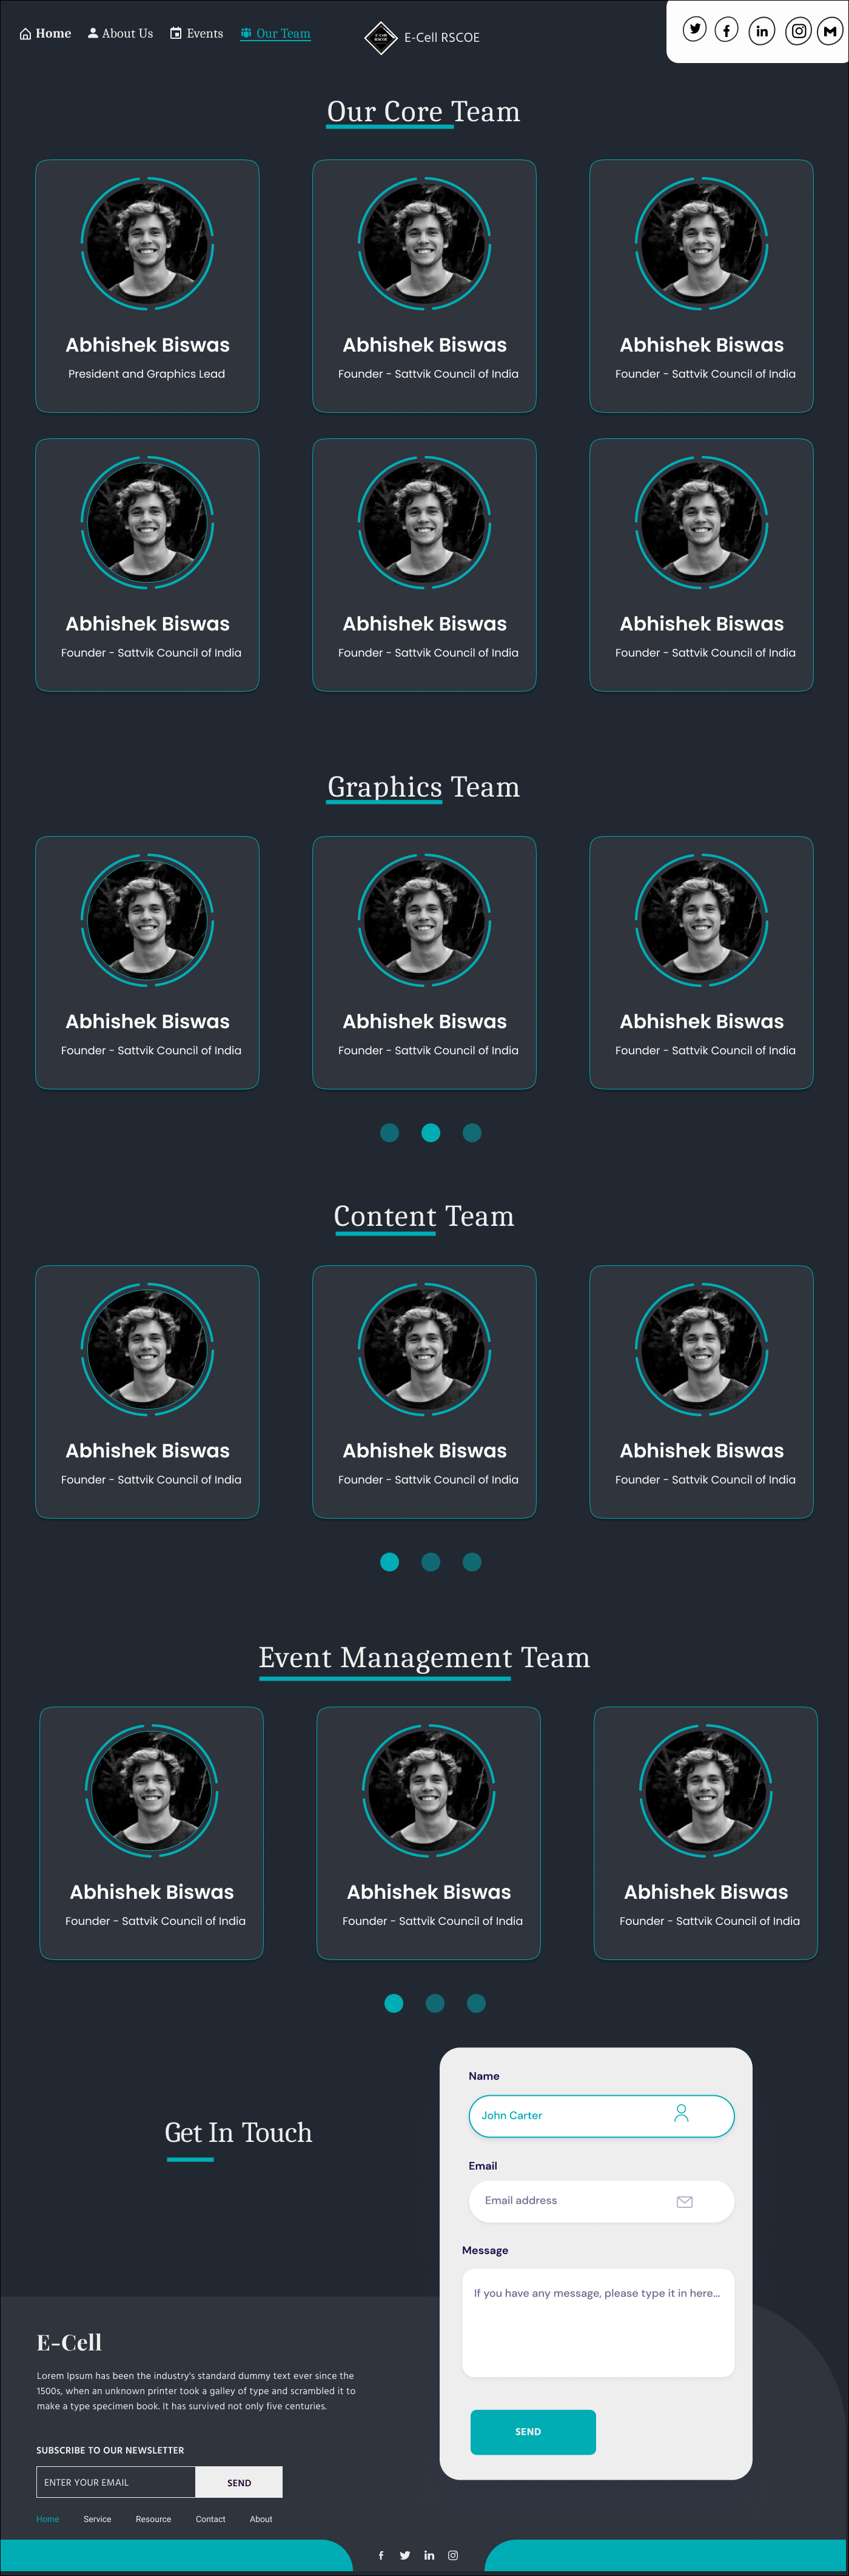 Home About Us Events Our Team E-Cell RSCOE
Our Core Team
Abhishek Biswas Abhishek Biswas Abhishek Biswas
President and Graphics Lead Founder - Sattvik Council of India Founder - Sattvik Council of India
Abhishek Biswas Abhishek Biswas Abhishek Biswas
Founder - Sattvik Council of India Founder - Sattvik Council of India Founder - Sattvik Council of India
Graphics Team
Abhishek Biswas Abhishek Biswas Abhishek Biswas
Founder - Sattvik Council of India Founder - Sattvik Council of India Founder - Sattvik Council of India
Content Team
Abhishek Biswas Abhishek Biswas Abhishek Biswas
Founder - Sattvik Council of India Founder - Sattvik Council of India Founder - Sattvik Council of India
Event Management Team
Abhishek Biswas Abhishek Biswas Abhishek Biswas
Founder - Sattvik Council of India Founder - Sattvik Council of India Founder - Sattvik Council of India
Get In Touch
Name
John Carter
Email
Email address
Message
If you have any message, please type it in here...
SEND
E-Cell
Lorem Ipsum has been the industry's standard dummy text ever since the
1500s, when an unknown printer took a galley of type and scrambled it to
make a type specimen book. It has survived not only five centuries.
SUBSCRIBE TO OUR NEWSLETTER
ENTER YOUR EMAIL SEND
Home Service Resource Contact About